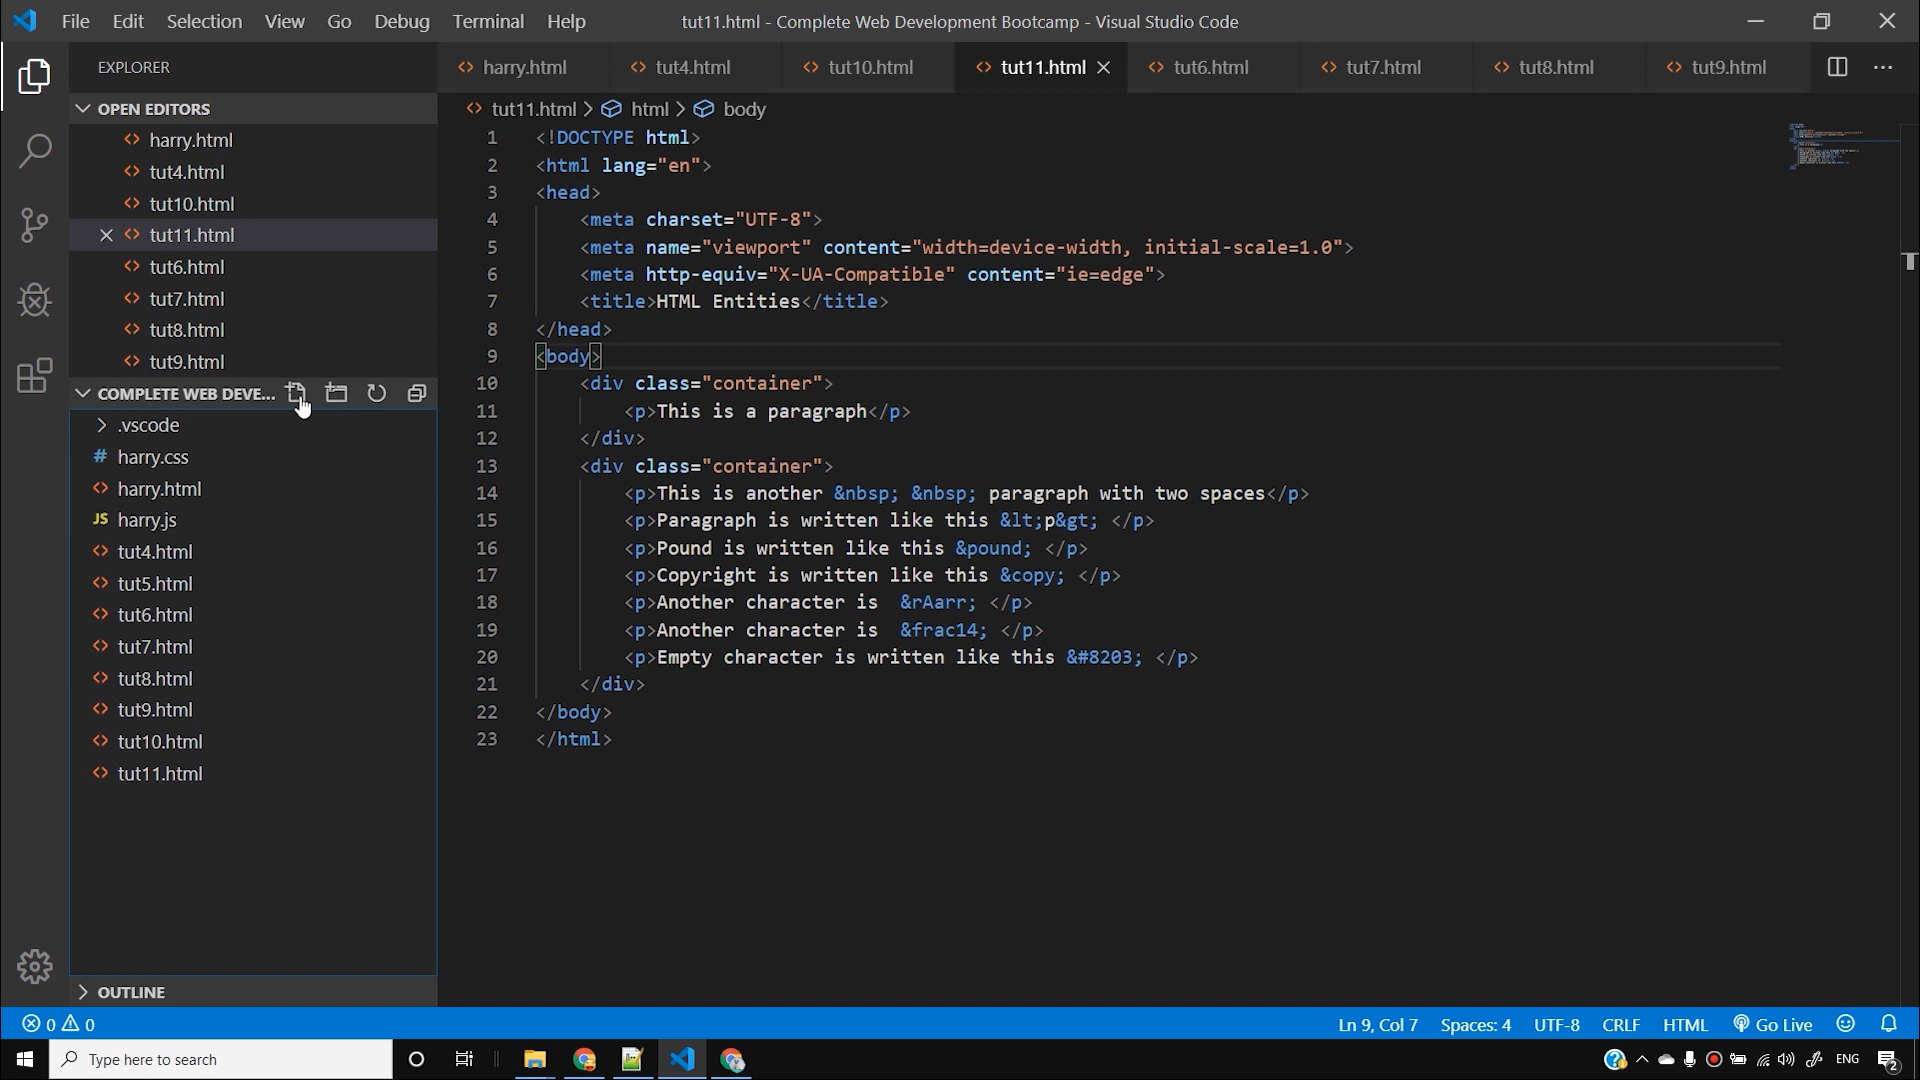 File Edit Selection View Go Debug Terminal Help
tut11.html - Complete Web Development Bootcamp - Visual Studio Code
EXPLORER
OPEN EDITORS
harry.html
tut4.html
tut10.html
tut11.html
tut6.html
tut7.html
tut8.html
tut9.html
COMPLETE WEB DEVE...
.vscode
# harry.css
harry.html
JS harry.js
tut4.html
tut5.html
tut6.html
tut7.html
tut8.html
tut9.html
tut10.html
tut11.html
OUTLINE
harry.html tut4.html tut10.html tut11.html tut6.html tut7.html tut8.html tut9.html
tut11.html > html > body
1 <!DOCTYPE html>
2 <html lang="en">
3 <head>
4 <meta charset="UTF-8">
5 <meta name="viewport" content="width=device-width, initial-scale=1.0">
6 <meta http-equiv="X-UA-Compatible" content="ie=edge">
7 <title>HTML Entities</title>
8 </head>
9 <body>
10 <div class="container">
11 <p>This is a paragraph</p>
12 </div>
13 <div class="container">
14 <p>This is another &nbsp; &nbsp; paragraph with two spaces</p>
15 <p>Paragraph is written like this &lt;p&gt; </p>
16 <p>Pound is written like this &pound; </p>
17 <p>Copyright is written like this &copy; </p>
18 <p>Another character is  &rAarr; </p>
19 <p>Another character is  &frac14; </p>
20 <p>Empty character is written like this &#8203; </p>
21 </div>
22 </body>
23 </html>
0 0
Ln 9, Col 7 Spaces: 4 UTF-8 CRLF HTML Go Live
Type here to search
ENG
2